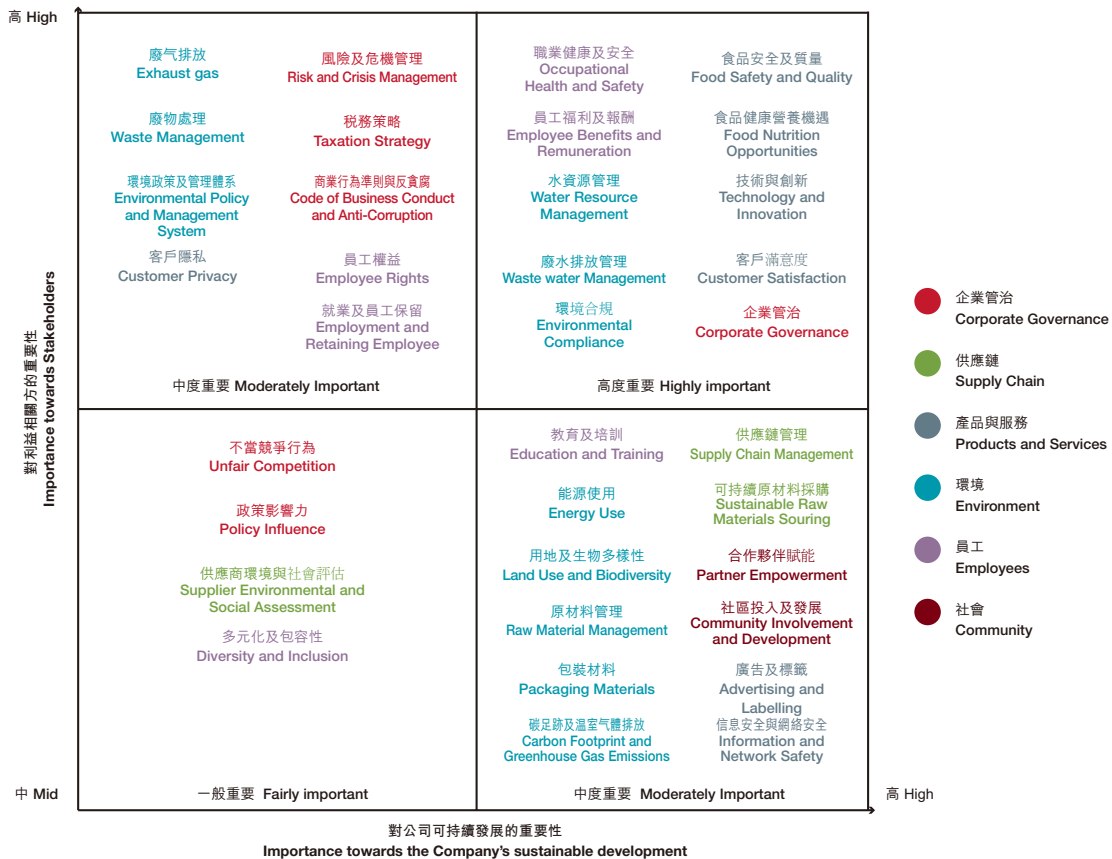 高 High
廢气排放
Exhaust gas
風險及危機管理
Risk and Crisis Management
廢物處理
Waste Management
税務策略
Taxation Strategy
環境政策及管理體系
Environmental Policy
and Management
System
商業行為準則與反貪腐
Code of Business Conduct
and Anti-Corruption
客戶隱私
Customer Privacy
員工權益
Employee Rights
就業及員工保留
Employment and
Retaining Employee
中度重要 Moderately Important
職業健康及安全
Occupational
Health and Safety
食品安全及質量
Food Safety and Quality
員工福利及報酬
Employee Benefits and
Remuneration
食品健康營養機遇
Food Nutrition
Opportunities
水資源管理
Water Resource
Management
技術與創新
Technology and
Innovation
廢水排放管理
Waste water Management
客戶滿意度
Customer Satisfaction
環境合規
Environmental
Compliance
企業管治
Corporate Governance
高度重要 Highly important
對利益相關方的重要性
Importance towards Stakeholders
不當競爭行為
Unfair Competition
政策影響力
Policy Influence
供應商環境與社會評估
Supplier Environmental and
Social Assessment
多元化及包容性
Diversity and Inclusion
一般重要 Fairly important
教育及培訓
Education and Training
供應鏈管理
Supply Chain Management
能源使用
Energy Use
可持續原材料採購
Sustainable Raw
Materials Souring
用地及生物多樣性
Land Use and Biodiversity
合作夥伴賦能
Partner Empowerment
原材料管理
Raw Material Management
社區投入及發展
Community Involvement
and Development
包裝材料
Packaging Materials
廣告及標籤
Advertising and
Labelling
碳足跡及温室气體排放
Carbon Footprint and
Greenhouse Gas Emissions
信息安全與網絡安全
Information and
Network Safety
中度重要 Moderately Important
中 Mid
高 High
對公司可持續發展的重要性
Importance towards the Company's sustainable development
企業管治
Corporate Governance
供應鏈
Supply Chain
產品與服務
Products and Services
環境
Environment
員工
Employees
社會
Community